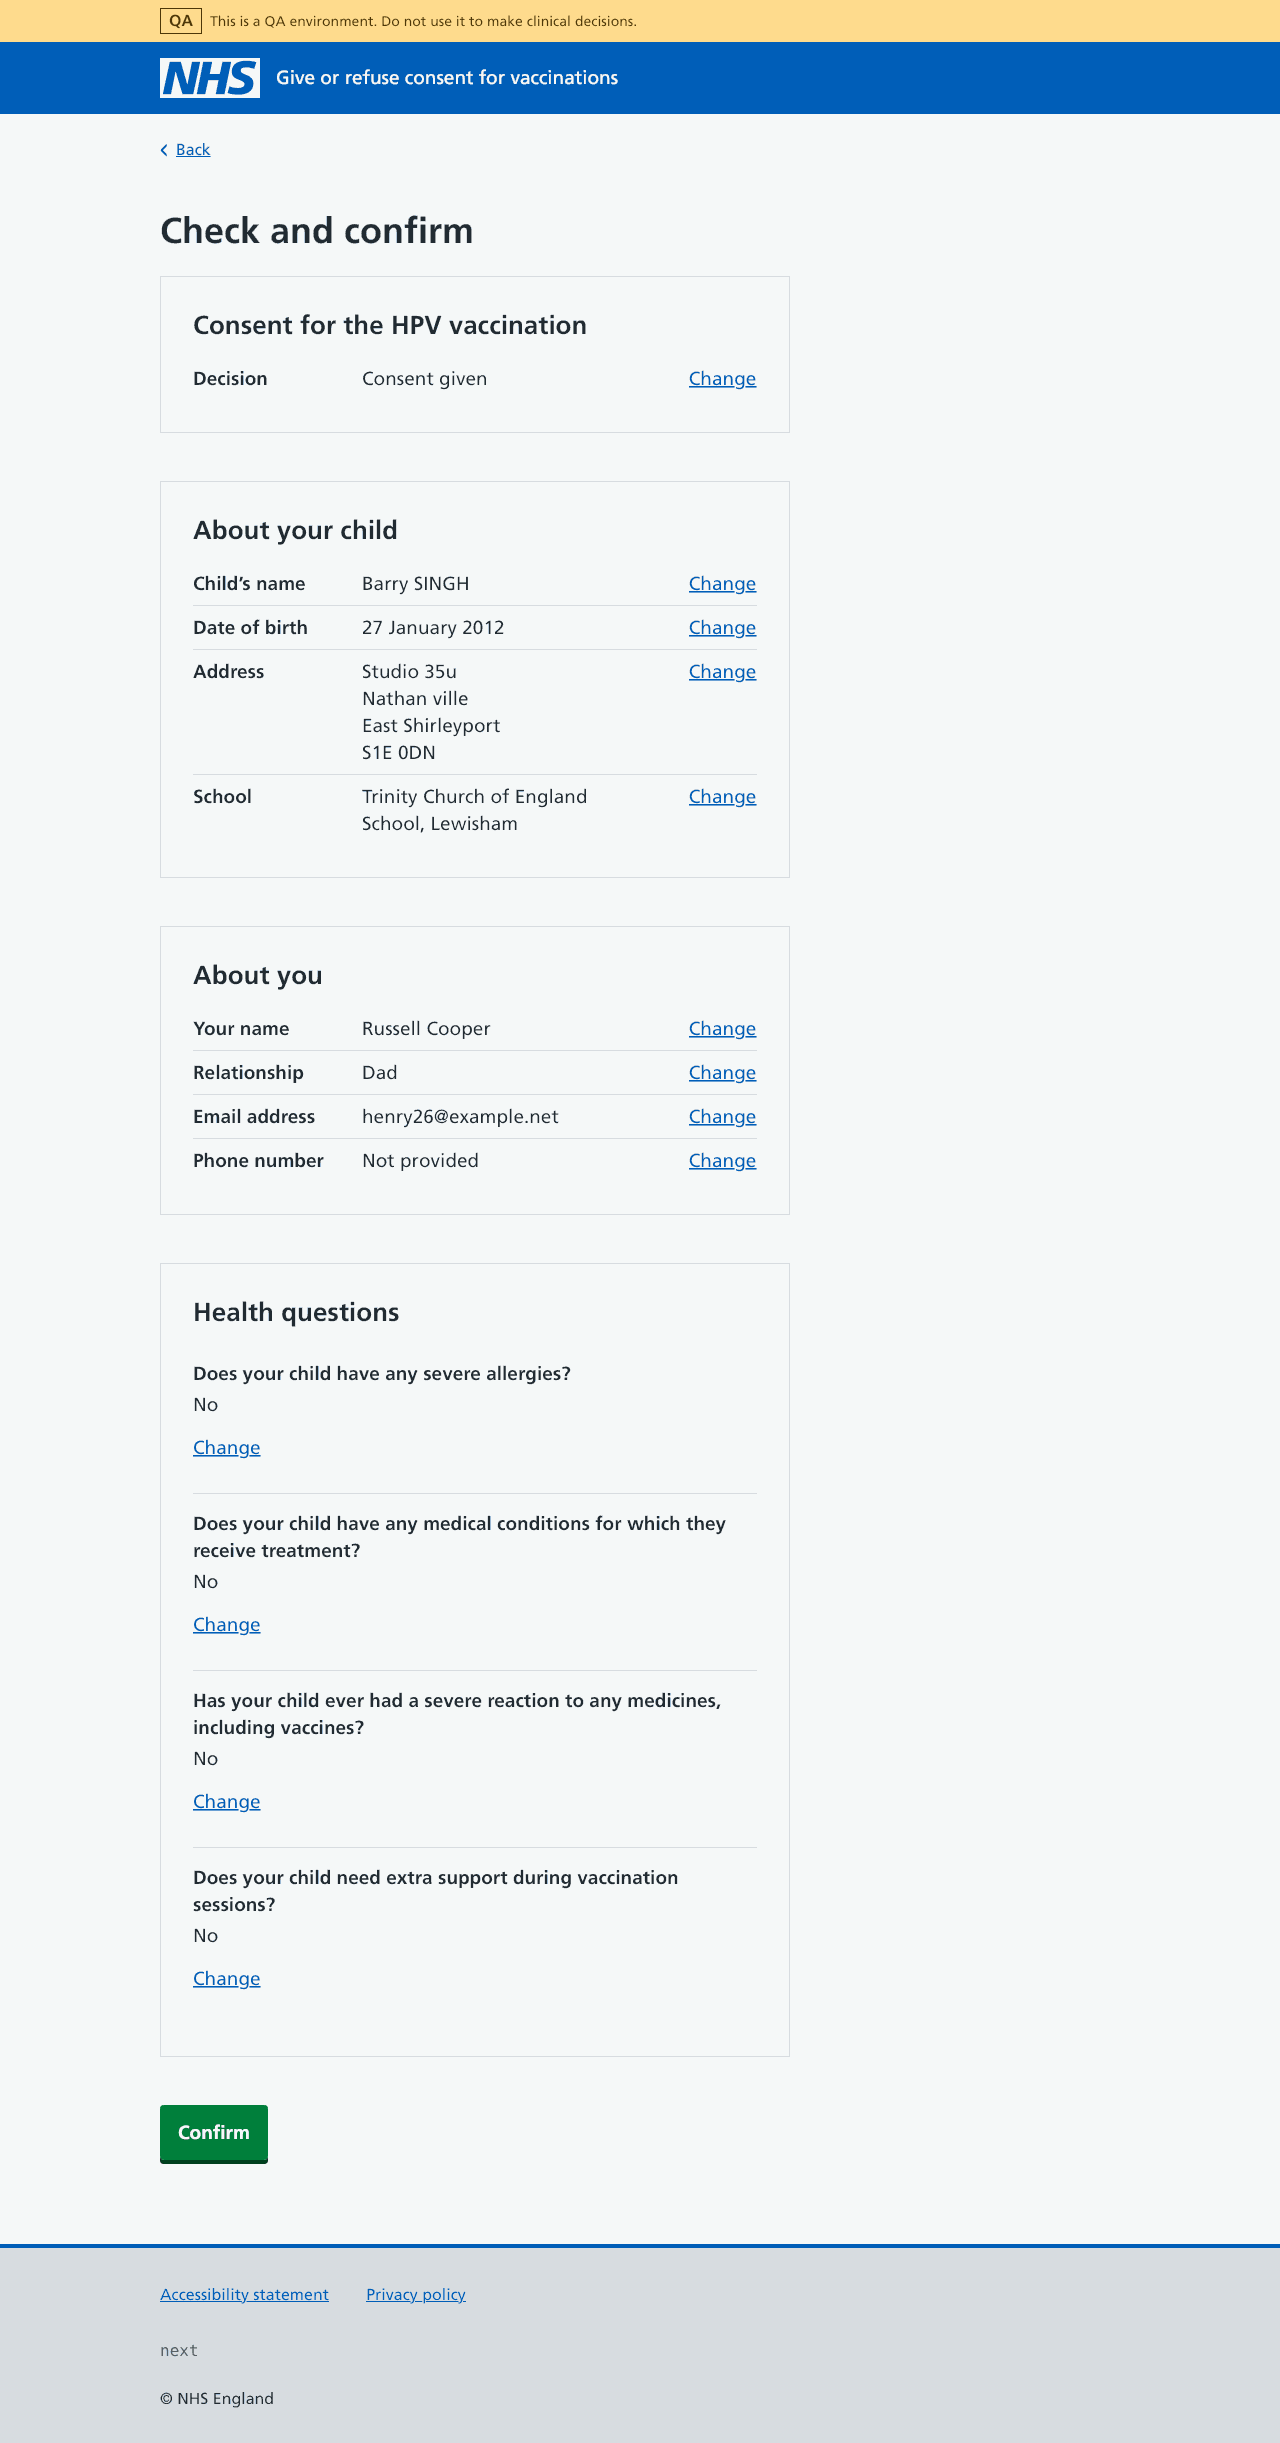 QA This is a QA environment. Do not use it to make clinical decisions.
NHS Give or refuse consent for vaccinations
Back
Check and confirm
Consent for the HPV vaccination
Decision Consent given Change
About your child
Child’s name Barry SINGH Change
Date of birth 27 January 2012 Change
Address Studio 35u Change
Nathan ville
East Shirleyport
S1E 0DN
School Trinity Church of England Change
School, Lewisham
About you
Your name Russell Cooper Change
Relationship Dad Change
Email address henry26@example.net Change
Phone number Not provided Change
Health questions
Does your child have any severe allergies?
No
Change
Does your child have any medical conditions for which they
receive treatment?
No
Change
Has your child ever had a severe reaction to any medicines,
including vaccines?
No
Change
Does your child need extra support during vaccination
sessions?
No
Change
Confirm
Accessibility statement Privacy policy
next
© NHS England